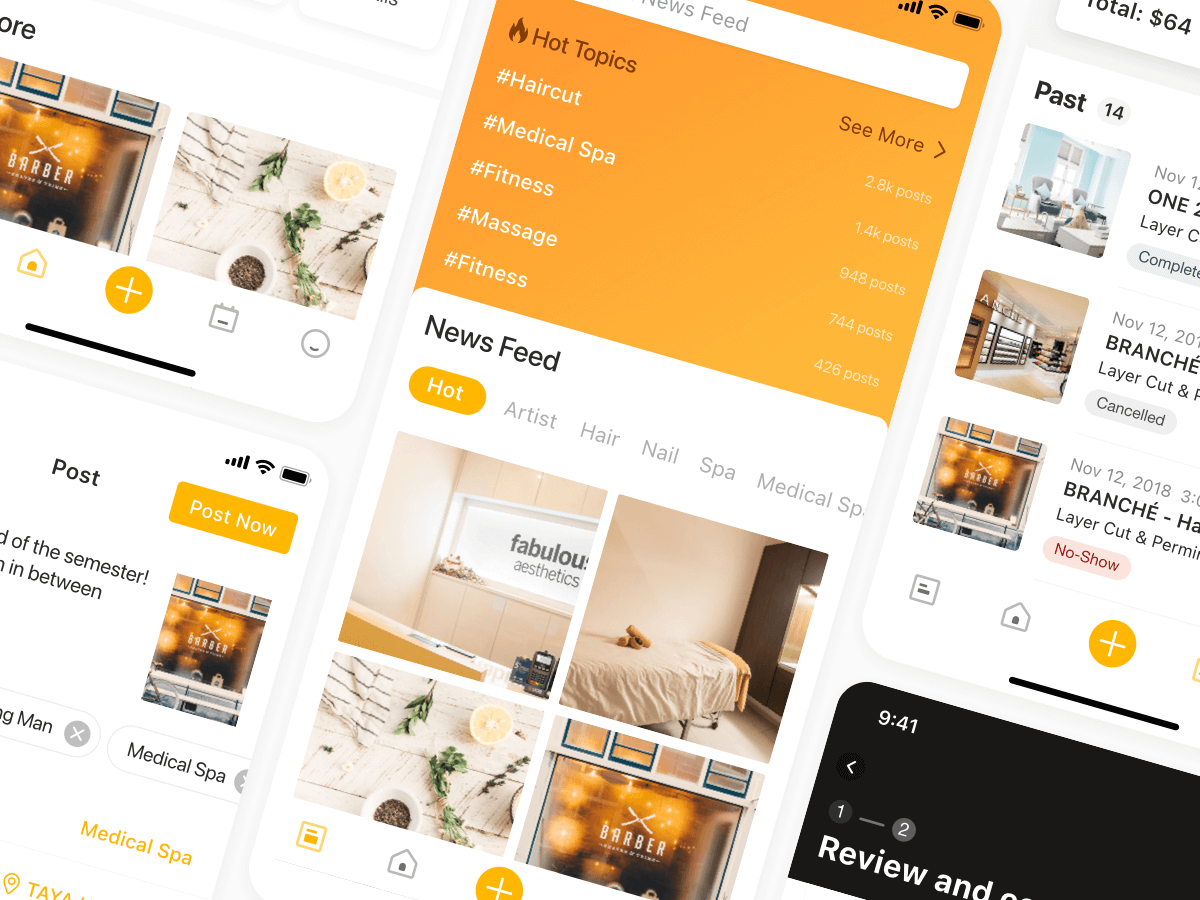 ore
BARBER
Hot Topics
#Haircut
#Medical Spa
#Fitness
#Massage
#Fitness
See More
2.8k posts
1.4k posts
948 posts
744 posts
426 posts
News Feed
News Feed
Hot
Artist
Hair
Nail
Spa
Medical Sp
fabulous
aesthetics
BARBER
Total: $64
Past 14
Nov 12
ONE
Layer C
Complete
Nov 12, 201
BRANCHÉ
Layer Cut &
Cancelled
Nov 12, 2018 3:0
BRANCHÉ - Ha
Layer Cut & Permin
No-Show
Post
Post Now
d of the semester!
n in between
BARBER
ng Man
Medical Spa
Medical Spa
TAYA
9:41
1
2
Review and